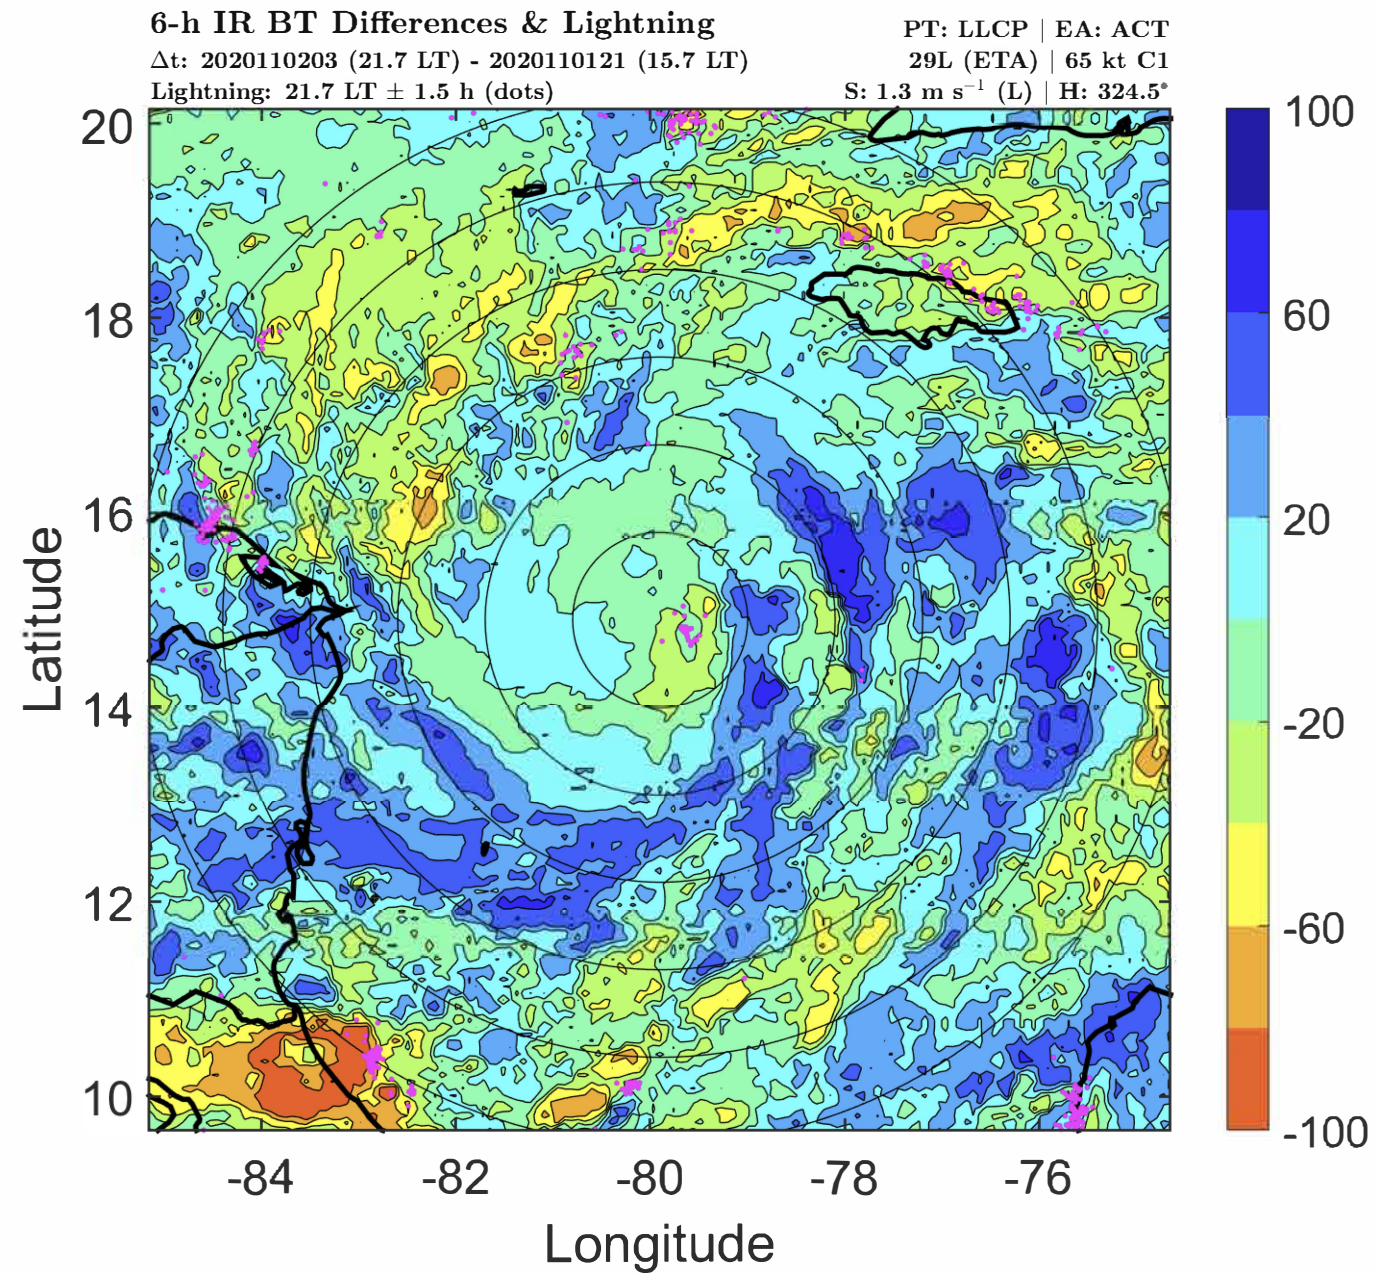 6-h IR BT Differences & Lightning
PT: LLCP | EA: ACT
Δt: 2020110203 (21.7 LT) - 2020110121 (15.7 LT)
29L (ETA) | 65 kt C1
Lightning: 21.7 LT ± 1.5 h (dots)
S: 1.3 m s⁻¹ (L) | H: 324.5°
20
18
16
14
12
10
Latitude
-84
-82
-80
-78
-76
Longitude
100
60
20
-20
-60
-100